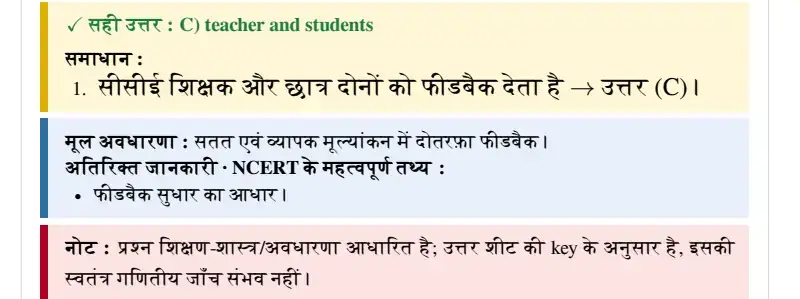 ✓ सही उत्तर : C) teacher and students
समाधान :
1. सीसीई शिक्षक और छात्र दोनों को फीडबैक देता है → उत्तर (C)।
मूल अवधारणा : सतत एवं व्यापक मूल्यांकन में दोतरफ़ा फीडबैक।
अतिरिक्त जानकारी · NCERT के महत्वपूर्ण तथ्य :
• फीडबैक सुधार का आधार।
नोट : प्रश्न शिक्षण-शास्त्र/अवधारणा आधारित है; उत्तर शीट की key के अनुसार है, इसकी
स्वतंत्र गणितीय जाँच संभव नहीं।